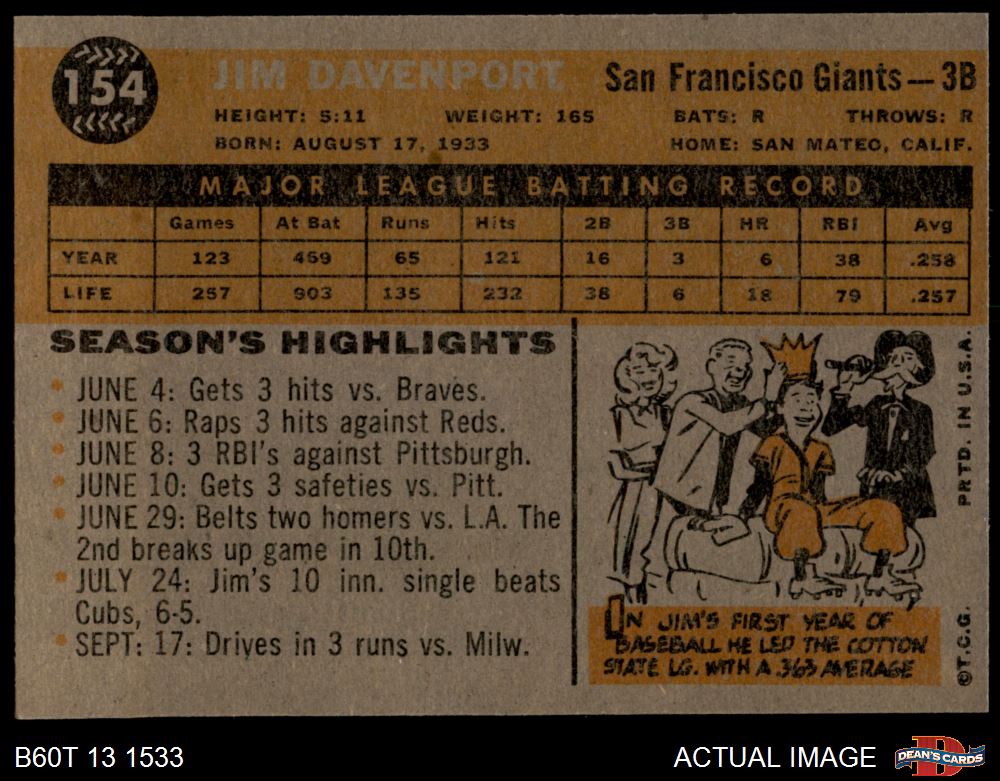 154
JIM DAVENPORT
San Francisco Giants—3B
HEIGHT: 5:11 WEIGHT: 165 BATS: R THROWS: R
BORN: AUGUST 17, 1933 HOME: SAN MATEO, CALIF.
MAJOR LEAGUE BATTING RECORD
Games At Bat Runs Hits 2B 3B HR RBI Avg
YEAR 123 469 65 121 16 3 6 38 .258
LIFE 257 903 135 232 38 6 18 79 .257
SEASON'S HIGHLIGHTS
• JUNE 4: Gets 3 hits vs. Braves.
• JUNE 6: Raps 3 hits against Reds.
• JUNE 8: 3 RBI's against Pittsburgh.
• JUNE 10: Gets 3 safeties vs. Pitt.
• JUNE 29: Belts two homers vs. L.A. The
2nd breaks up game in 10th.
• JULY 24: Jim's 10 inn. single beats
Cubs, 6-5.
• SEPT: 17: Drives in 3 runs vs. Milw.
IN JIM'S FIRST YEAR OF
BASEBALL HE LED THE COTTON
STATE LG. WITH A .363 AVERAGE
©T.C.G. PRTD. IN U.S.A.
B60T 13 1533
ACTUAL IMAGE
D
DEAN'S CARDS